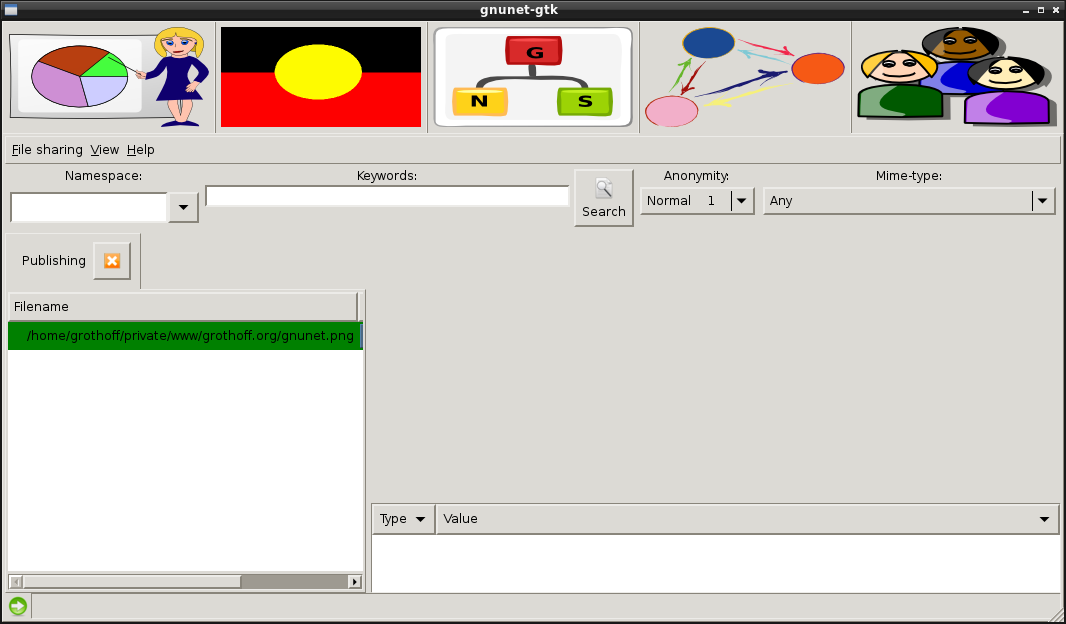 gnunet-gtk
G
N S
File sharing View Help
Namespace: Keywords: Anonymity: Mime-type:
Search Normal 1 Any
Publishing
Filename
/home/grothoff/private/www/grothoff.org/gnunet.png
Type Value